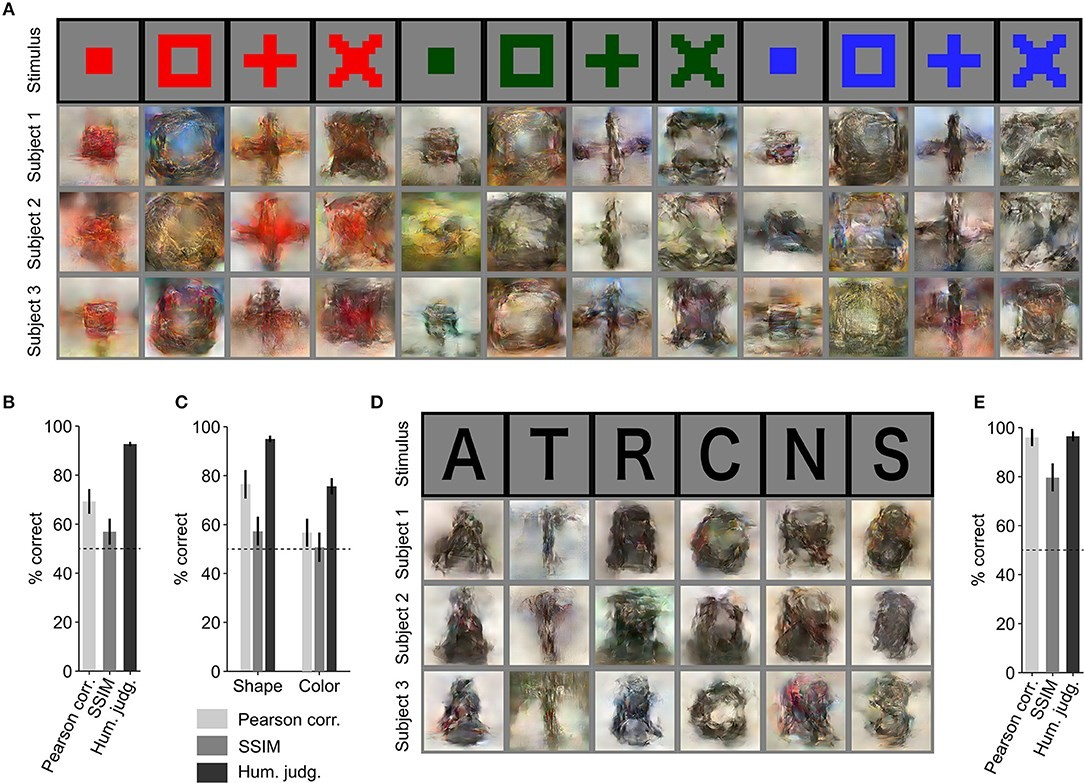 A
Stimulus
Subject 1
Subject 2
Subject 3
B
% correct
100
80
60
40
20
0
Pearson corr.
SSIM
Hum. judg.
C
% correct
100
80
60
40
20
0
Shape Color
Pearson corr.
SSIM
Hum. judg.
D
Stimulus
A T R C N S
Subject 1
Subject 2
Subject 3
E
% correct
100
80
60
40
20
0
Pearson corr.
SSIM
Hum. judg.